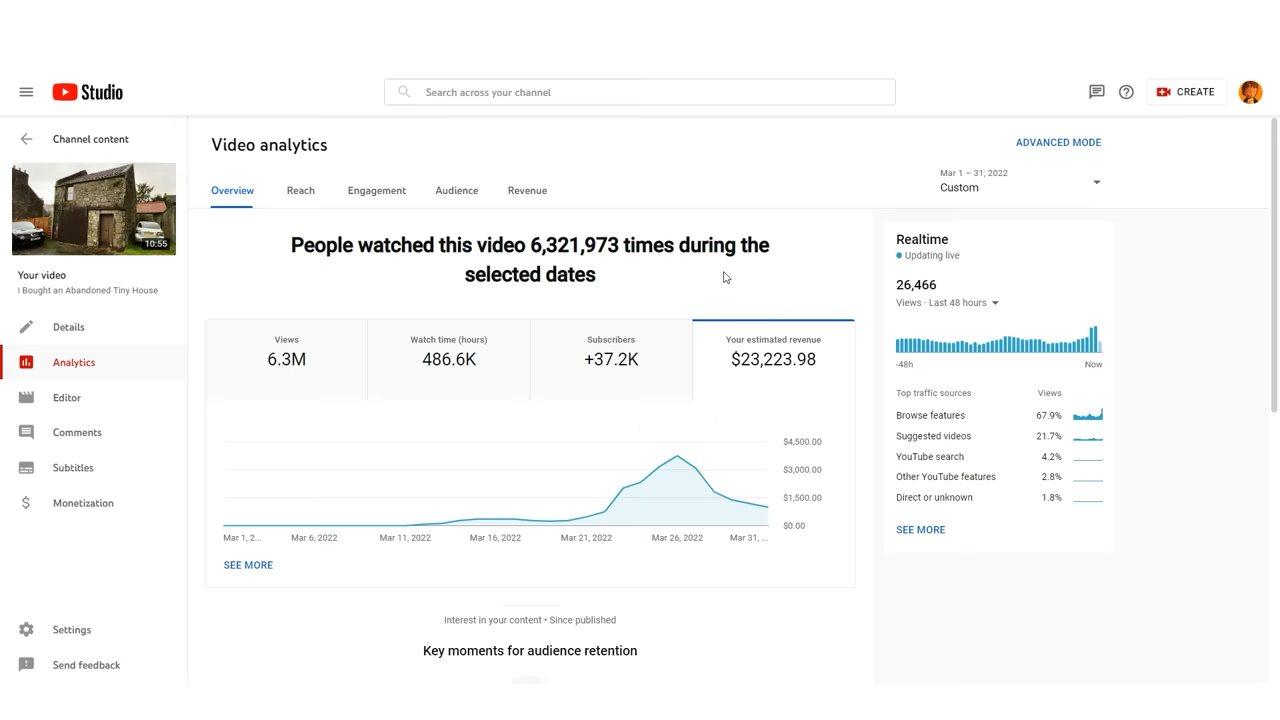 Studio
Search across your channel
CREATE
Channel content
10:55
Your video
I Bought an Abandoned Tiny House
Details
Analytics
Editor
Comments
Subtitles
Monetization
Settings
Send feedback
Video analytics
ADVANCED MODE
Overview
Reach
Engagement
Audience
Revenue
Mar 1 – 31, 2022
Custom
People watched this video 6,321,973 times during the
selected dates
Views
6.3M
Watch time (hours)
486.6K
Subscribers
+37.2K
Your estimated revenue
$23,223.98
$4,500.00
$3,000.00
$1,500.00
$0.00
Mar 1, 2...
Mar 6, 2022
Mar 11, 2022
Mar 16, 2022
Mar 21, 2022
Mar 26, 2022
Mar 31, ...
SEE MORE
Interest in your content • Since published
Key moments for audience retention
Realtime
Updating live
26,466
Views · Last 48 hours
-48h
Now
Top traffic sources Views
Browse features 67.9%
Suggested videos 21.7%
YouTube search 4.2%
Other YouTube features 2.8%
Direct or unknown 1.8%
SEE MORE